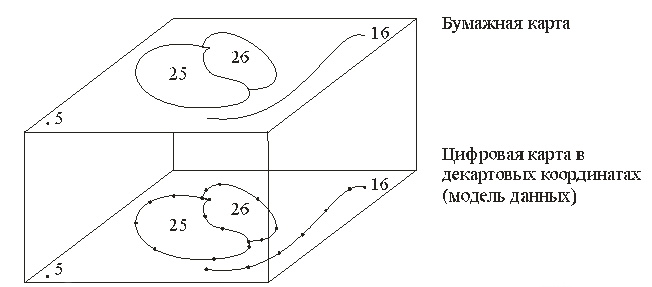 Бумажная карта
16
25
26
5
Цифровая карта в
декартовых координатах
(модель данных)
16
25
26
5